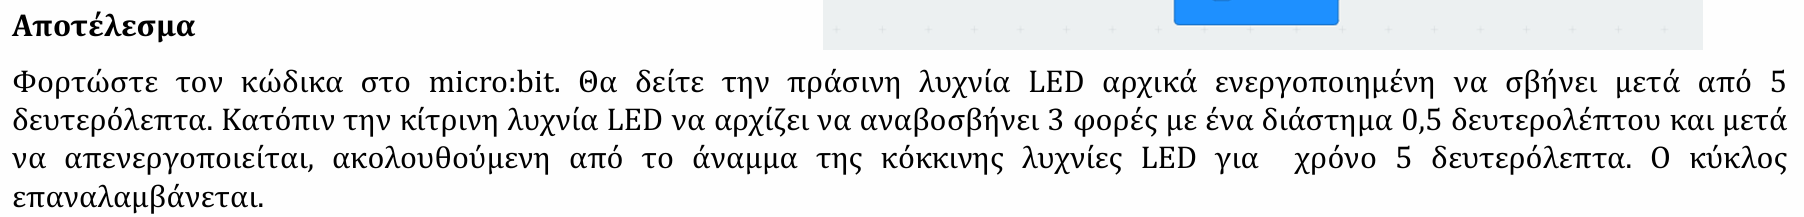 Αποτέλεσμα
Φορτώστε τον κώδικα στο micro:bit. Θα δείτε την πράσινη λυχνία LED αρχικά ενεργοποιημένη να σβήνει μετά από 5
δευτερόλεπτα. Κατόπιν την κίτρινη λυχνία LED να αρχίζει να αναβοσβήνει 3 φορές με ένα διάστημα 0,5 δευτερολέπτου και μετά
να απενεργοποιείται, ακολουθούμενη από το άναμμα της κόκκινης λυχνίες LED για  χρόνο 5 δευτερόλεπτα. Ο κύκλος
επαναλαμβάνεται.